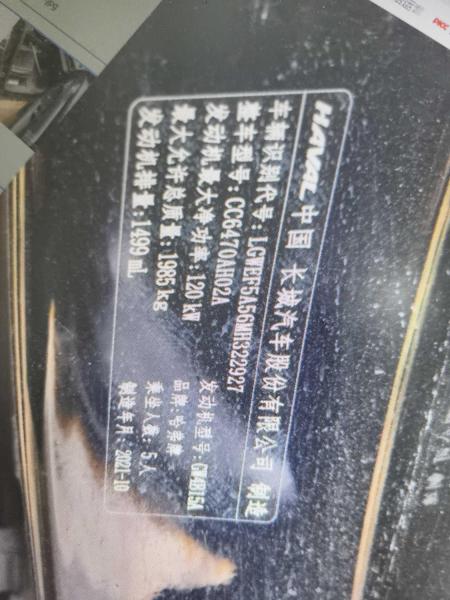 HAVAL 中国 长城汽车股份有限公司 制造
车辆识别代号:LGWEF5A56MH322927
整车型号:CC6470AH02A
发动机型号:GW4B15A
发动机最大净功率:120 kW
品牌:哈弗牌
最大允许总质量:1985 kg
乘坐人数:5人
发动机排量:1499 mL
制造年月:2021-10
PICC